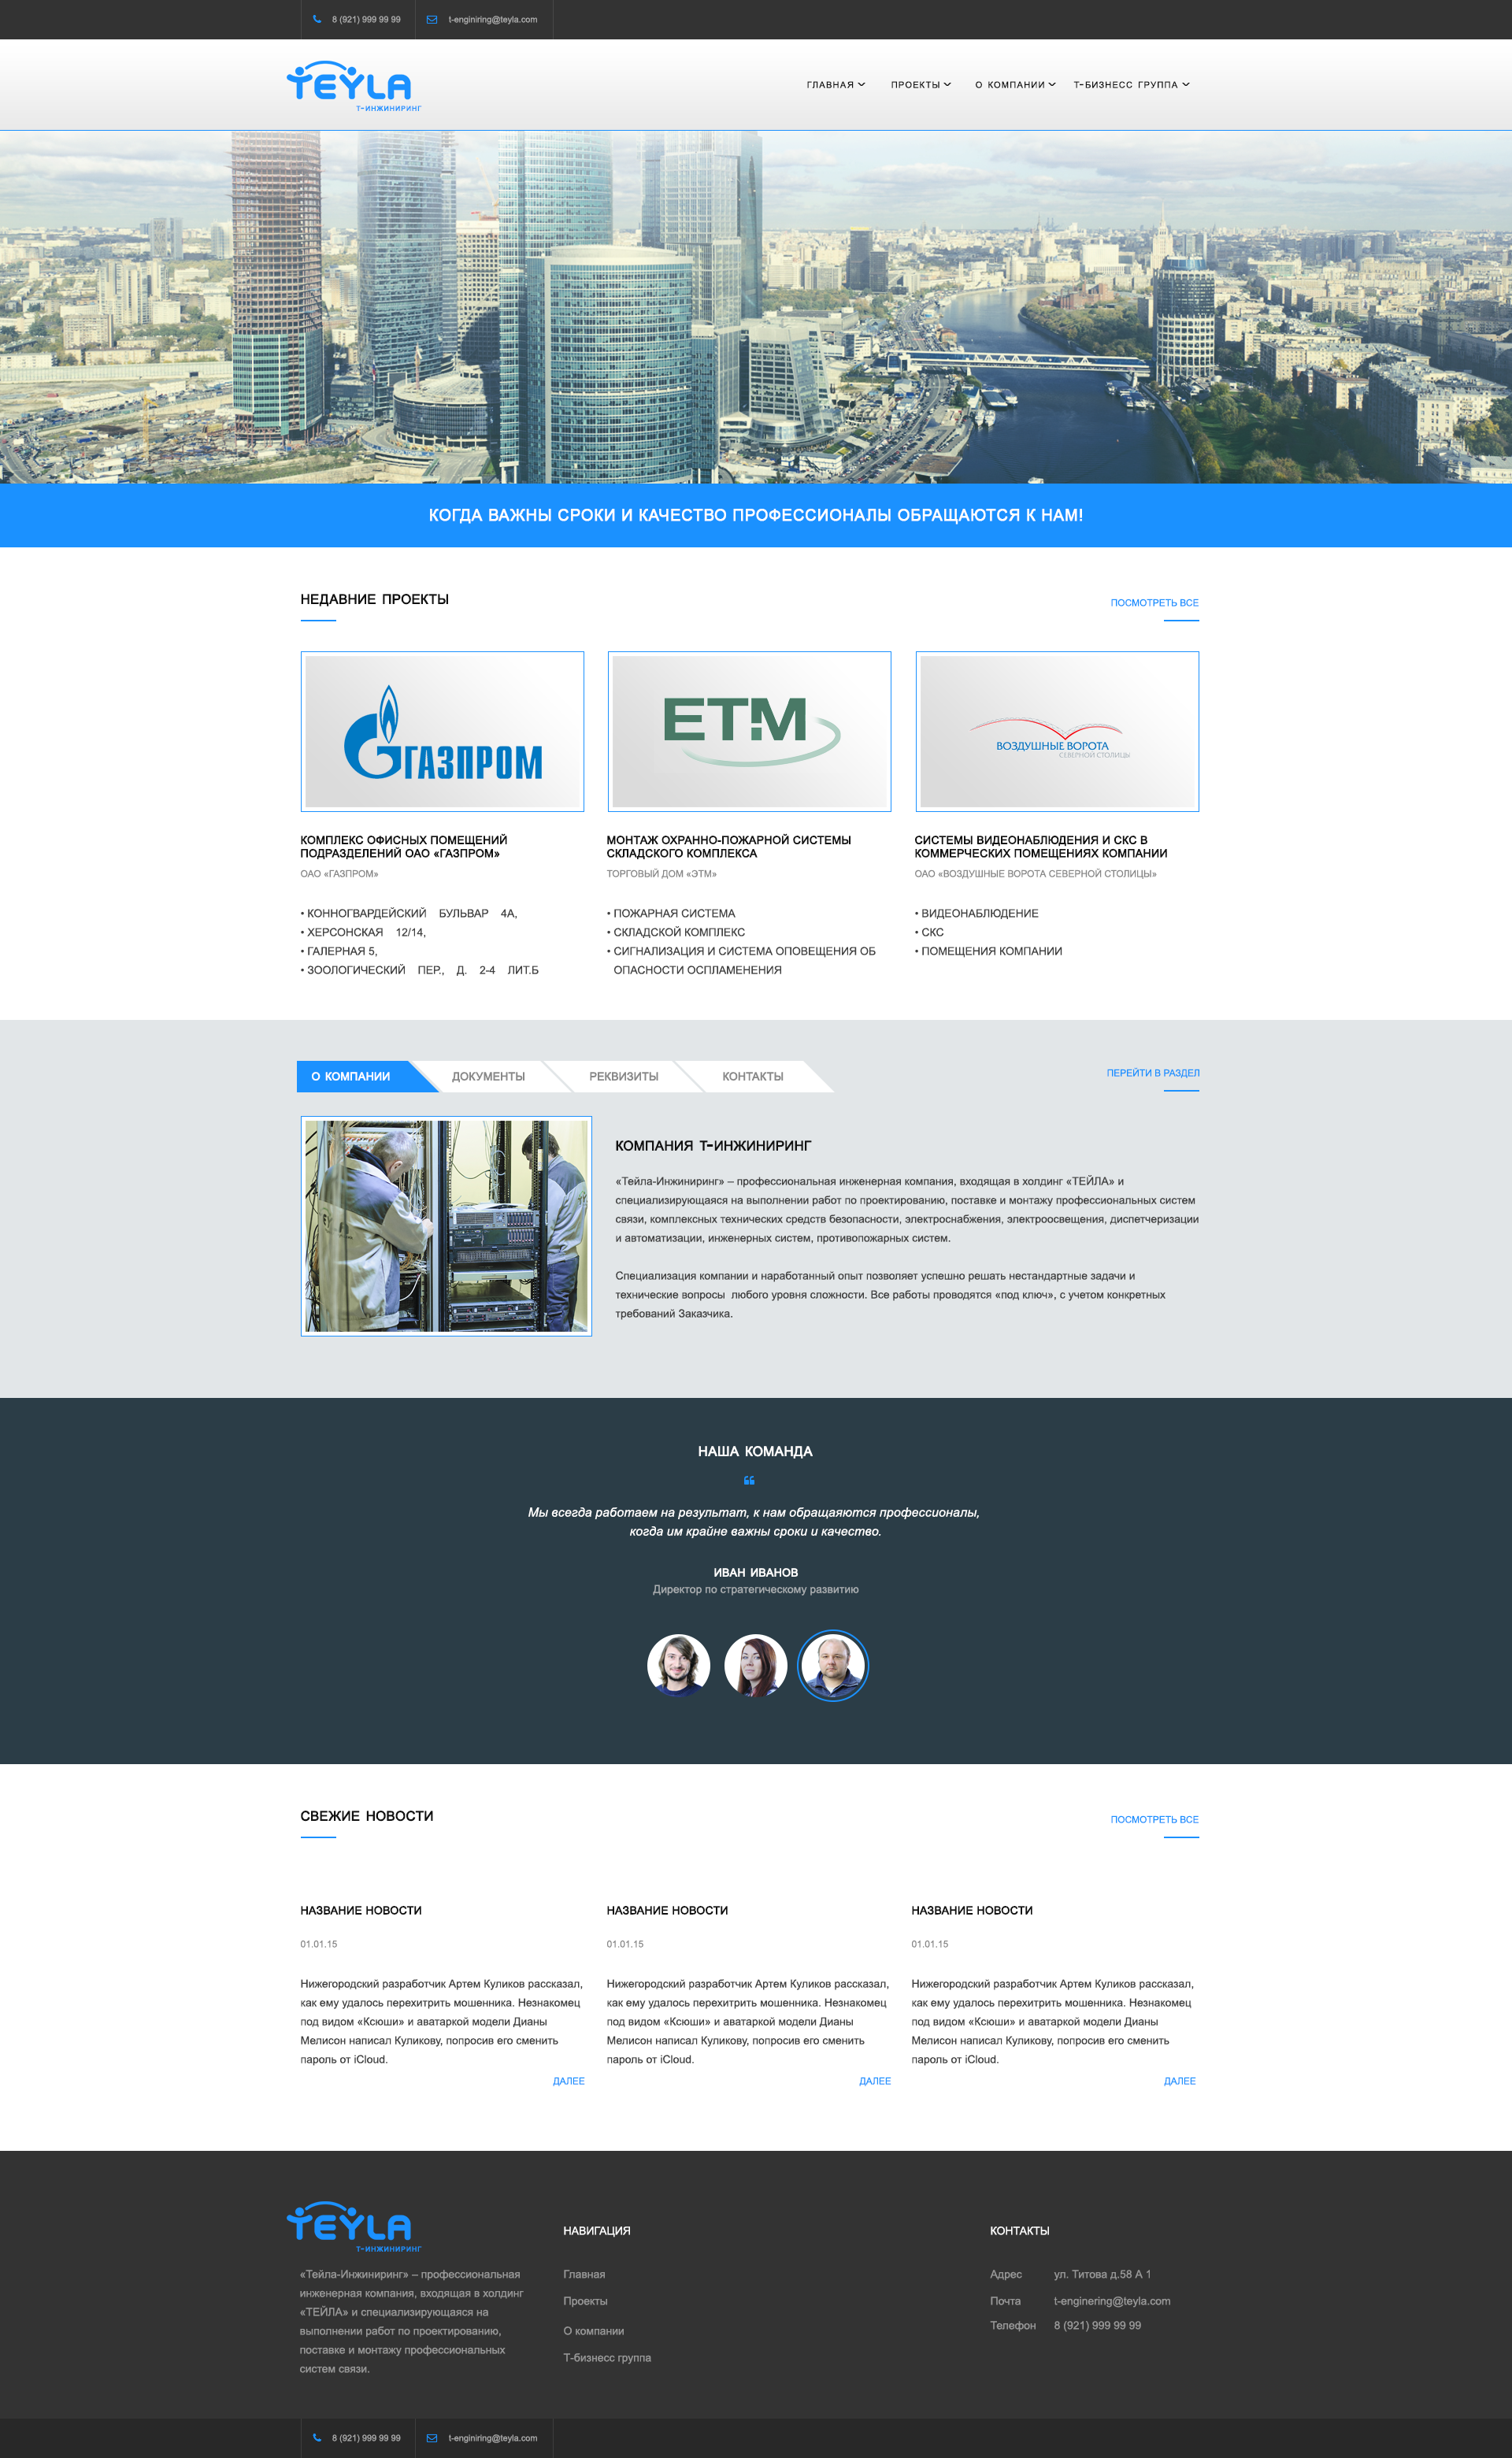 8 (921) 999 99 99
t-enginiring@teyla.com
TEYLA
Т-ИНЖИНИРИНГ
ГЛАВНАЯ
ПРОЕКТЫ
О КОМПАНИИ
Т-БИЗНЕСС ГРУППА
КОГДА ВАЖНЫ СРОКИ И КАЧЕСТВО ПРОФЕССИОНАЛЫ ОБРАЩАЮТСЯ К НАМ!
НЕДАВНИЕ ПРОЕКТЫ
ПОСМОТРЕТЬ ВСЕ
ГАЗПРОМ
ЕТМ
ВОЗДУШНЫЕ ВОРОТА
СЕВЕРНОЙ СТОЛИЦЫ
КОМПЛЕКС ОФИСНЫХ ПОМЕЩЕНИЙ
ПОДРАЗДЕЛЕНИЙ ОАО «ГАЗПРОМ»
ОАО «ГАЗПРОМ»
• КОННОГВАРДЕЙСКИЙ БУЛЬВАР 4А,
• ХЕРСОНСКАЯ 12/14,
• ГАЛЕРНАЯ 5,
• ЗООЛОГИЧЕСКИЙ ПЕР., Д. 2-4 ЛИТ.Б
МОНТАЖ ОХРАННО-ПОЖАРНОЙ СИСТЕМЫ
СКЛАДСКОГО КОМПЛЕКСА
ТОРГОВЫЙ ДОМ «ЭТМ»
• ПОЖАРНАЯ СИСТЕМА
• СКЛАДСКОЙ КОМПЛЕКС
• СИГНАЛИЗАЦИЯ И СИСТЕМА ОПОВЕЩЕНИЯ ОБ
ОПАСНОСТИ ОСПЛАМЕНЕНИЯ
СИСТЕМЫ ВИДЕОНАБЛЮДЕНИЯ И СКС В
КОММЕРЧЕСКИХ ПОМЕЩЕНИЯХ КОМПАНИИ
ОАО «ВОЗДУШНЫЕ ВОРОТА СЕВЕРНОЙ СТОЛИЦЫ»
• ВИДЕОНАБЛЮДЕНИЕ
• СКС
• ПОМЕЩЕНИЯ КОМПАНИИ
О КОМПАНИИ
ДОКУМЕНТЫ
РЕКВИЗИТЫ
КОНТАКТЫ
ПЕРЕЙТИ В РАЗДЕЛ
КОМПАНИЯ Т-ИНЖИНИРИНГ
«Тейла-Инжиниринг» – профессиональная инженерная компания, входящая в холдинг «ТЕЙЛА» и
специализирующаяся на выполнении работ по проектированию, поставке и монтажу профессиональных систем
связи, комплексных технических средств безопасности, электроснабжения, электроосвещения, диспетчеризации
и автоматизации, инженерных систем, противопожарных систем.
Специализация компании и наработанный опыт позволяет успешно решать нестандартные задачи и
технические вопросы любого уровня сложности. Все работы проводятся «под ключ», с учетом конкретных
требований Заказчика.
НАША КОМАНДА
❝
Мы всегда работаем на результат, к нам обращаяются профессионалы,
когда им крайне важны сроки и качество.
ИВАН ИВАНОВ
Директор по стратегическому развитию
СВЕЖИЕ НОВОСТИ
ПОСМОТРЕТЬ ВСЕ
НАЗВАНИЕ НОВОСТИ
01.01.15
Нижегородский разработчик Артем Куликов рассказал,
как ему удалось перехитрить мошенника. Незнакомец
под видом «Ксюши» и аватаркой модели Дианы
Мелисон написал Куликову, попросив его сменить
пароль от iCloud.
ДАЛЕЕ
НАЗВАНИЕ НОВОСТИ
01.01.15
Нижегородский разработчик Артем Куликов рассказал,
как ему удалось перехитрить мошенника. Незнакомец
под видом «Ксюши» и аватаркой модели Дианы
Мелисон написал Куликову, попросив его сменить
пароль от iCloud.
ДАЛЕЕ
НАЗВАНИЕ НОВОСТИ
01.01.15
Нижегородский разработчик Артем Куликов рассказал,
как ему удалось перехитрить мошенника. Незнакомец
под видом «Ксюши» и аватаркой модели Дианы
Мелисон написал Куликову, попросив его сменить
пароль от iCloud.
ДАЛЕЕ
TEYLA
Т-ИНЖИНИРИНГ
«Тейла-Инжиниринг» – профессиональная
инженерная компания, входящая в холдинг
«ТЕЙЛА» и специализирующаяся на
выполнении работ по проектированию,
поставке и монтажу профессиональных
систем связи.
НАВИГАЦИЯ
Главная
Проекты
О компании
Т-бизнесс группа
КОНТАКТЫ
Адрес ул. Титова д.58 А 1
Почта t-enginering@teyla.com
Телефон 8 (921) 999 99 99
8 (921) 999 99 99
t-enginiring@teyla.com